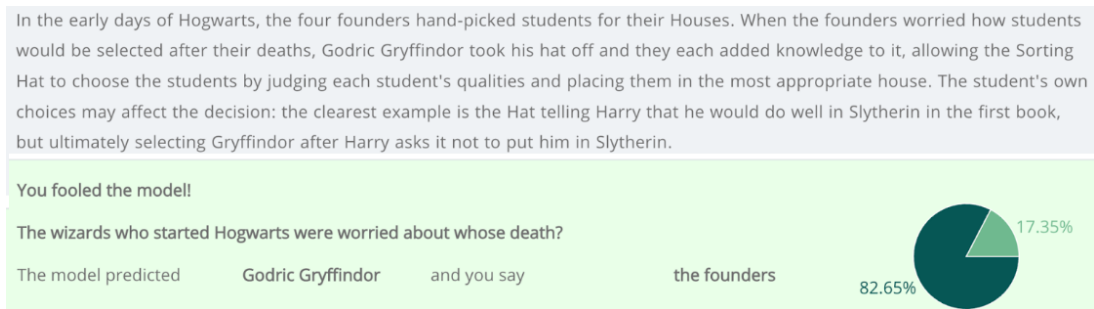 In the early days of Hogwarts, the four founders hand-picked students for their Houses. When the founders worried how students
would be selected after their deaths, Godric Gryffindor took his hat off and they each added knowledge to it, allowing the Sorting
Hat to choose the students by judging each student's qualities and placing them in the most appropriate house. The student's own
choices may affect the decision: the clearest example is the Hat telling Harry that he would do well in Slytherin in the first book,
but ultimately selecting Gryffindor after Harry asks it not to put him in Slytherin.
You fooled the model!
The wizards who started Hogwarts were worried about whose death?
The model predicted Godric Gryffindor and you say the founders
17.35%
82.65%